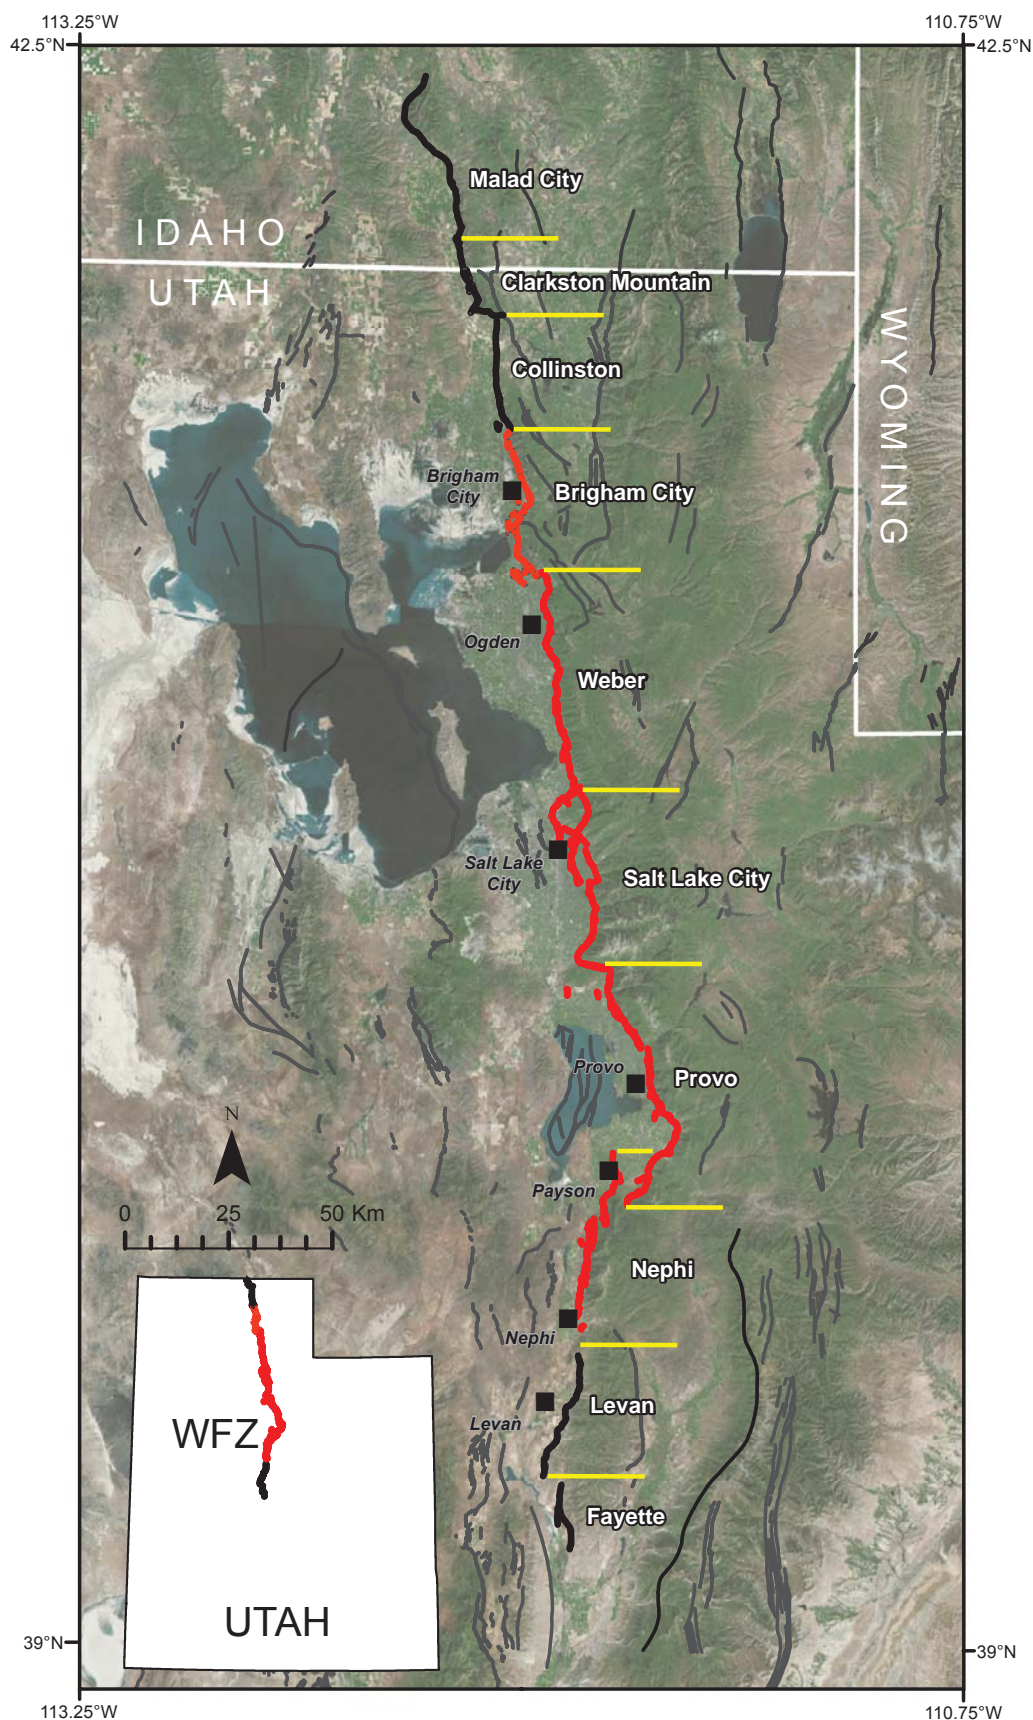 113.25°W
110.75°W
42.5°N
42.5°N
Malad City
IDAHO
UTAH
Clarkston Mountain
WYOMING
Collinston
Brigham
City
Brigham City
Ogden
Weber
Salt Lake
City
Salt Lake City
Provo
Provo
N
Payson
0 25 50 Km
Nephi
Nephi
Levan
Levan
WFZ
Fayette
UTAH
39°N
39°N
113.25°W
110.75°W